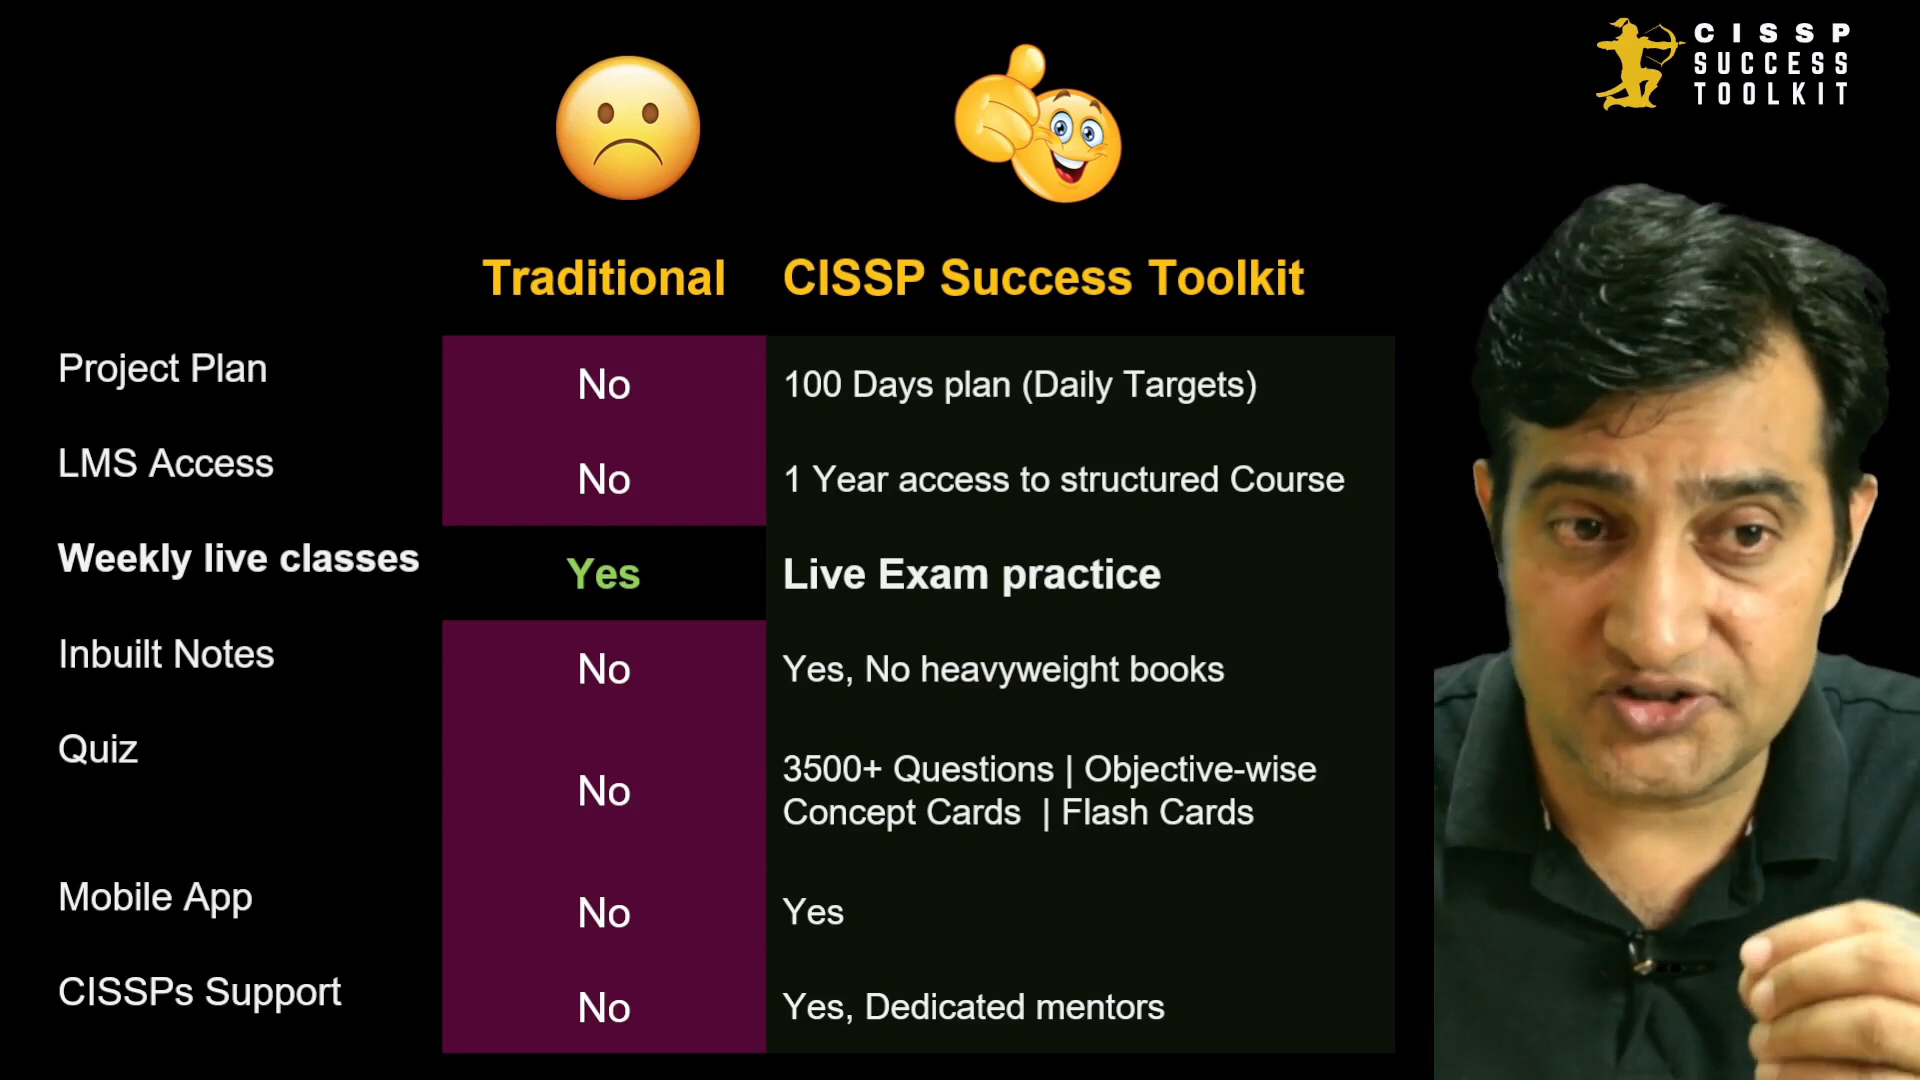 CISSP
SUCCESS
TOOLKIT
Traditional CISSP Success Toolkit
Project Plan No 100 Days plan (Daily Targets)
LMS Access No 1 Year access to structured Course
Weekly live classes Yes Live Exam practice
Inbuilt Notes No Yes, No heavyweight books
Quiz No 3500+ Questions | Objective-wise
Concept Cards | Flash Cards
Mobile App No Yes
CISSPs Support No Yes, Dedicated mentors